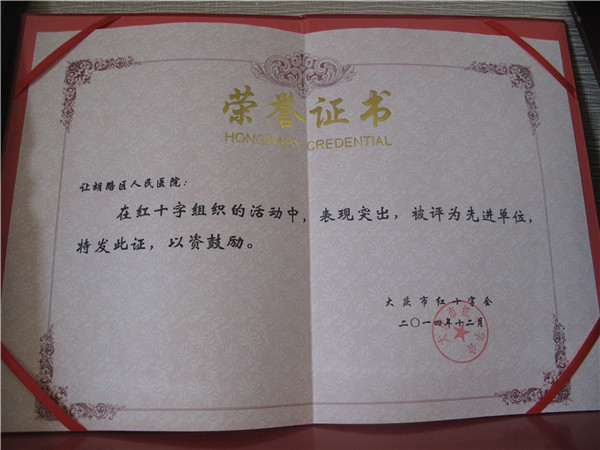 荣誉证书
HONORARY CREDENTIAL
让胡路区人民医院：
在红十字组织的活动中，表现突出，被评为先进单位，
特发此证，以资鼓励。
大庆市红十字会
二〇一四年十二月